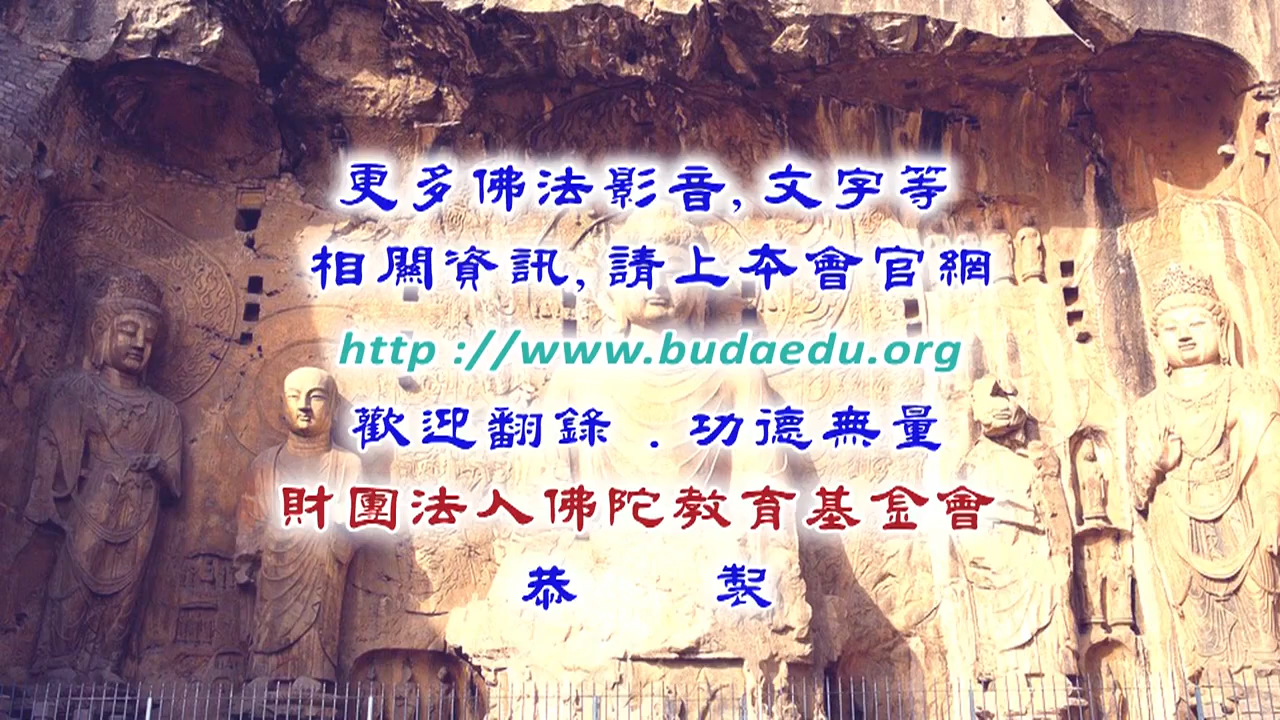 更多佛法影音,文字等
相關資訊,請上本會官網
http ://www.budaedu.org
歡迎翻錄 . 功德無量
財團法人佛陀教育基金會
恭 製